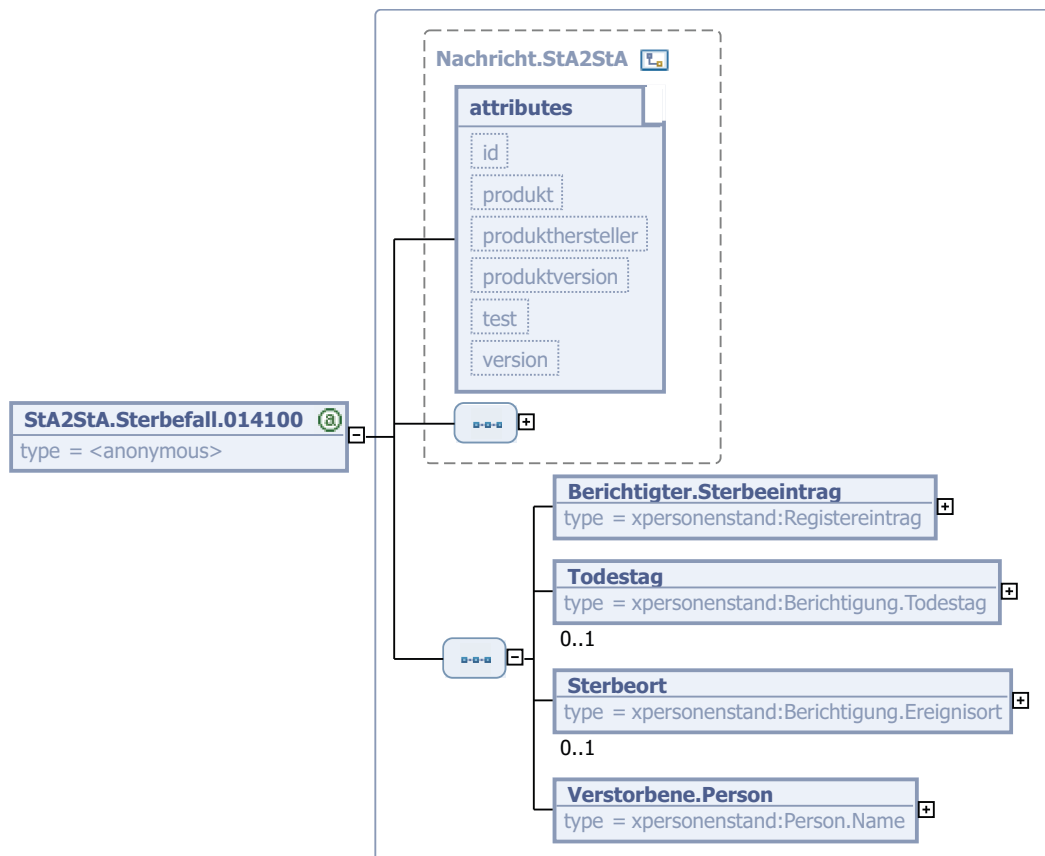 Nachricht.StA2StA
attributes
id
produkt
produkthersteller
produktversion
test
version
StA2StA.Sterbefall.014100 @
type = <anonymous>
Berichtigter.Sterbeeintrag
type = xpersonenstand:Registereintrag
Todestag
type = xpersonenstand:Berichtigung.Todestag
0..1
Sterbeort
type = xpersonenstand:Berichtigung.Ereignisort
0..1
Verstorbene.Person
type = xpersonenstand:Person.Name